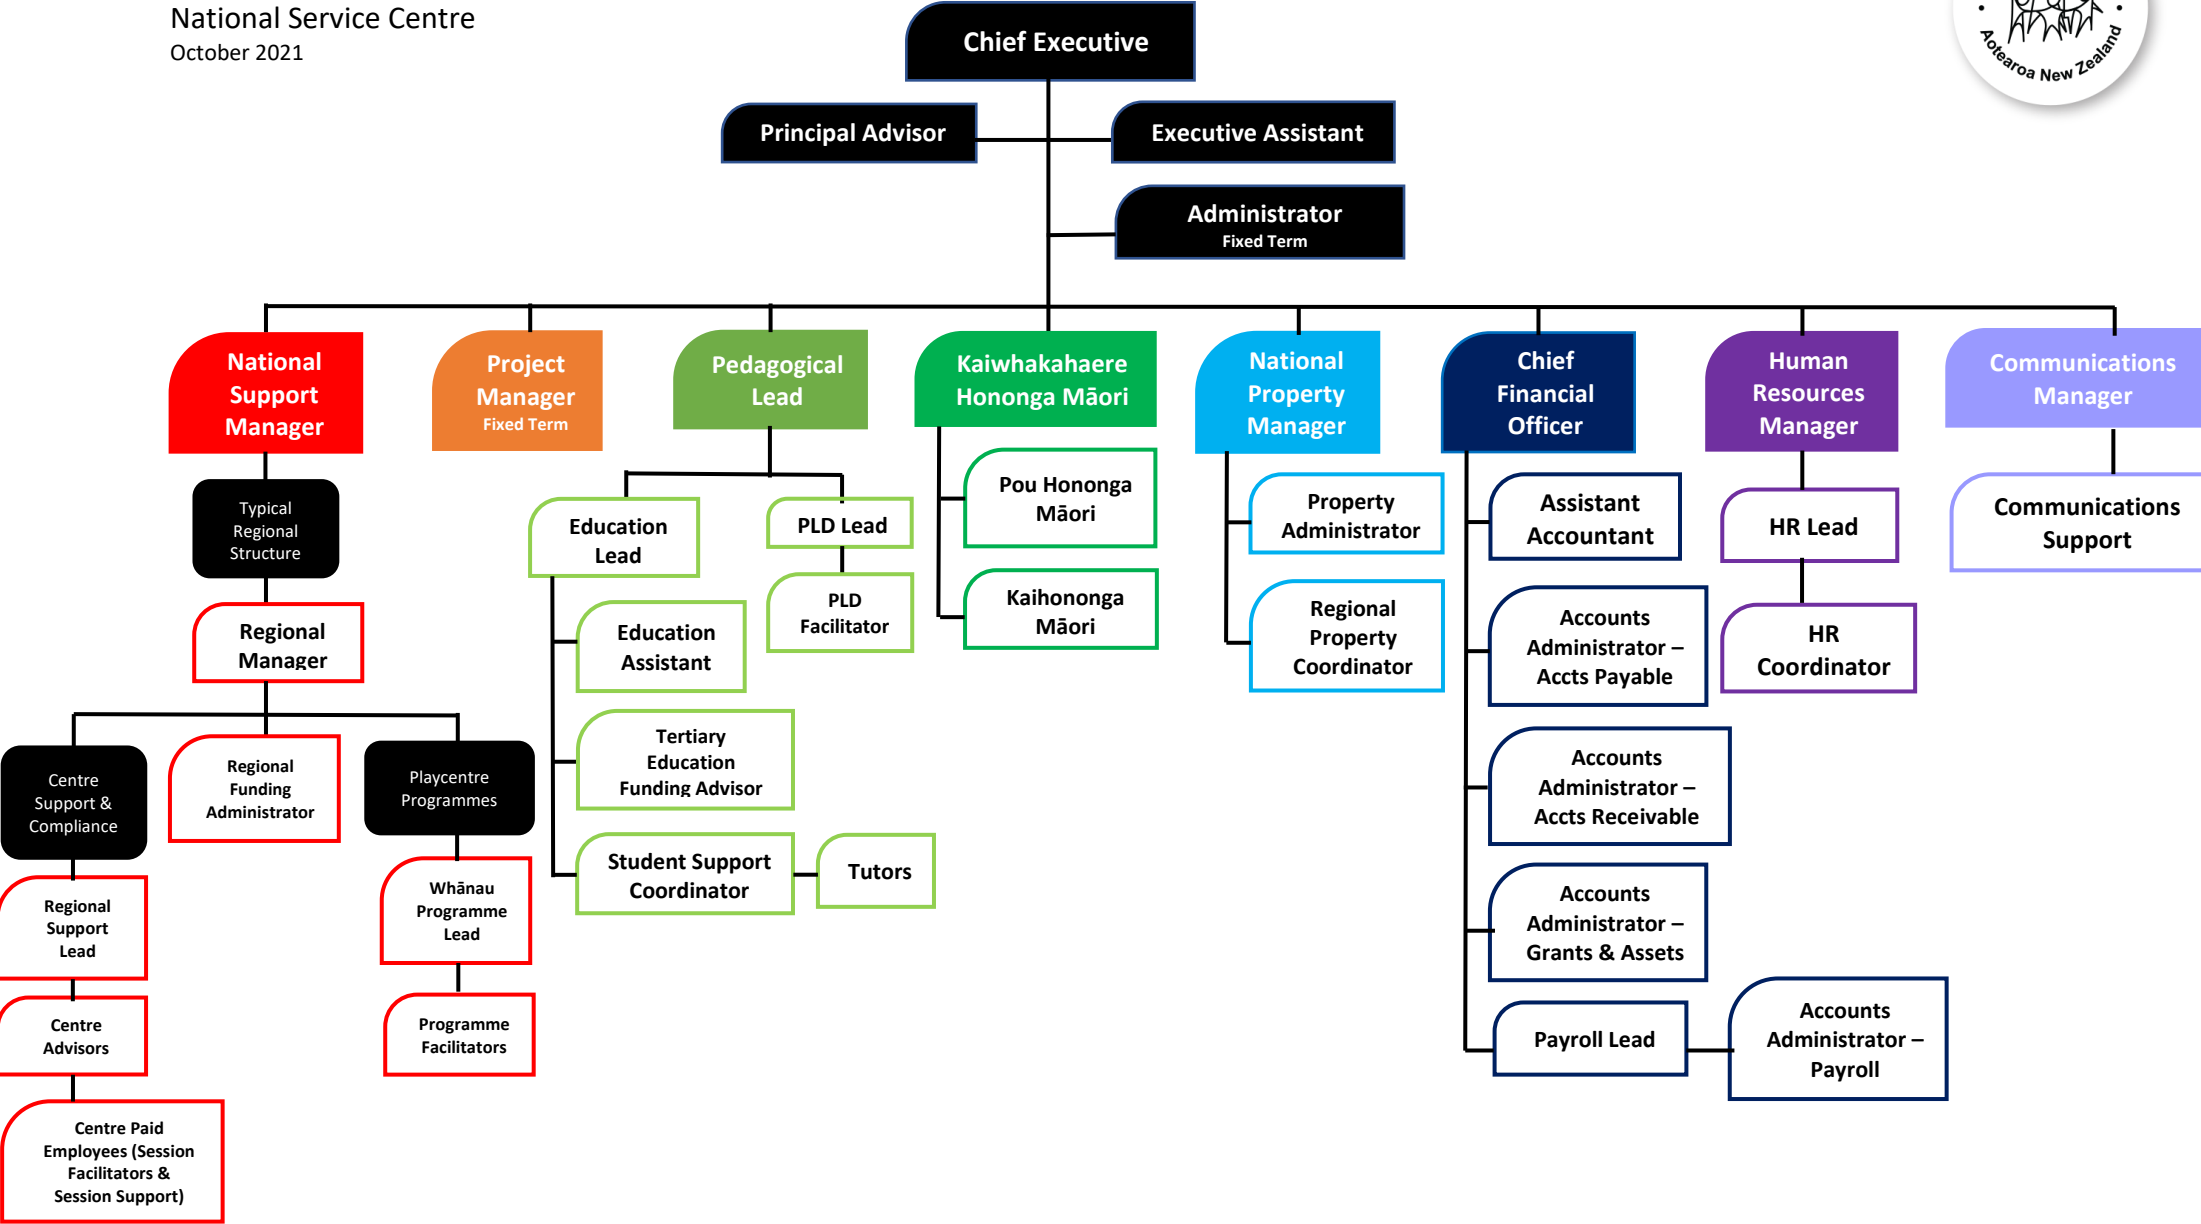 National Service Centre
October 2021
Aotearoa New Zealand
Chief Executive
Principal Advisor
Executive Assistant
Administrator
Fixed Term
National
Support
Manager
Project
Manager
Fixed Term
Pedagogical
Lead
Kaiwhakahaere
Hononga Māori
National
Property
Manager
Chief
Financial
Officer
Human
Resources
Manager
Communications
Manager
Typical
Regional
Structure
Regional
Manager
Centre
Support &
Compliance
Regional
Funding
Administrator
Playcentre
Programmes
Regional
Support
Lead
Centre
Advisors
Centre Paid
Employees (Session
Facilitators &
Session Support)
Whānau
Programme
Lead
Programme
Facilitators
Education
Lead
PLD Lead
PLD
Facilitator
Education
Assistant
Tertiary
Education
Funding Advisor
Student Support
Coordinator
Tutors
Pou Hononga
Māori
Kaihononga
Māori
Property
Administrator
Regional
Property
Coordinator
Assistant
Accountant
Accounts
Administrator –
Accts Payable
Accounts
Administrator –
Accts Receivable
Accounts
Administrator –
Grants & Assets
Payroll Lead
Accounts
Administrator –
Payroll
HR Lead
HR
Coordinator
Communications
Support